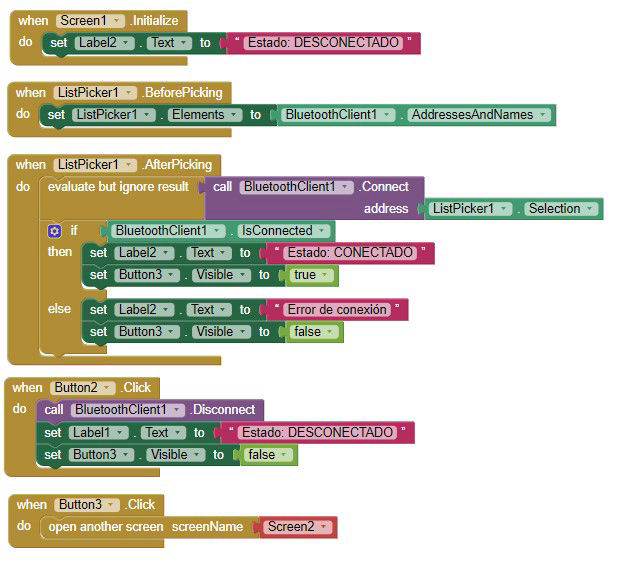 when Screen1 .Initialize
do set Label2 . Text to " Estado: DESCONECTADO "
when ListPicker1 .BeforePicking
do set ListPicker1 . Elements to BluetoothClient1 . AddressesAndNames
when ListPicker1 .AfterPicking
do evaluate but ignore result call BluetoothClient1 .Connect
address ListPicker1 . Selection
if BluetoothClient1 . IsConnected
then set Label2 . Text to " Estado: CONECTADO "
set Button3 . Visible to true
else set Label2 . Text to " Error de conexión "
set Button3 . Visible to false
when Button2 .Click
do call BluetoothClient1 .Disconnect
set Label1 . Text to " Estado: DESCONECTADO "
set Button3 . Visible to false
when Button3 .Click
do open another screen screenName Screen2